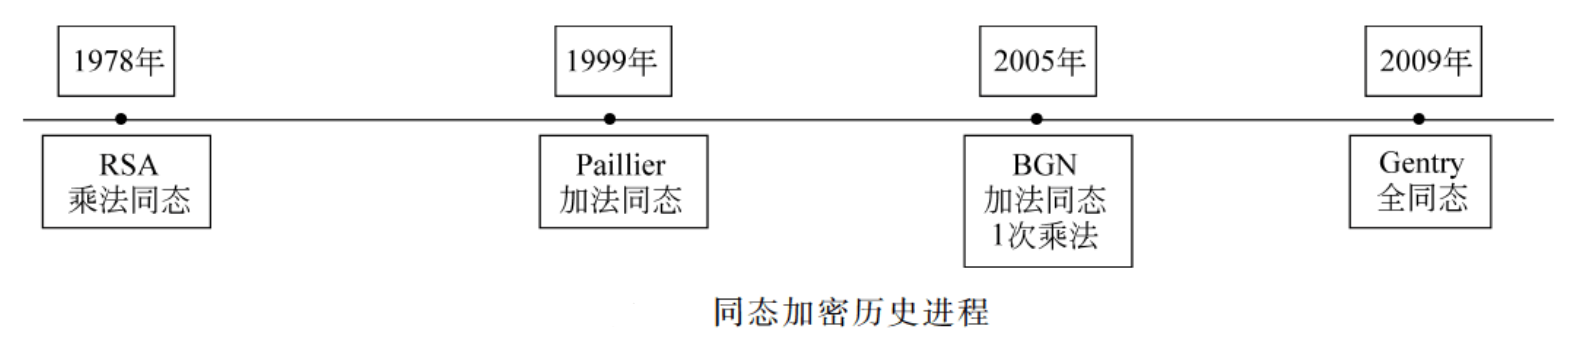 1978年
1999年
2005年
2009年
RSA
乘法同态
Paillier
加法同态
BGN
加法同态
1次乘法
Gentry
全同态
同态加密历史进程